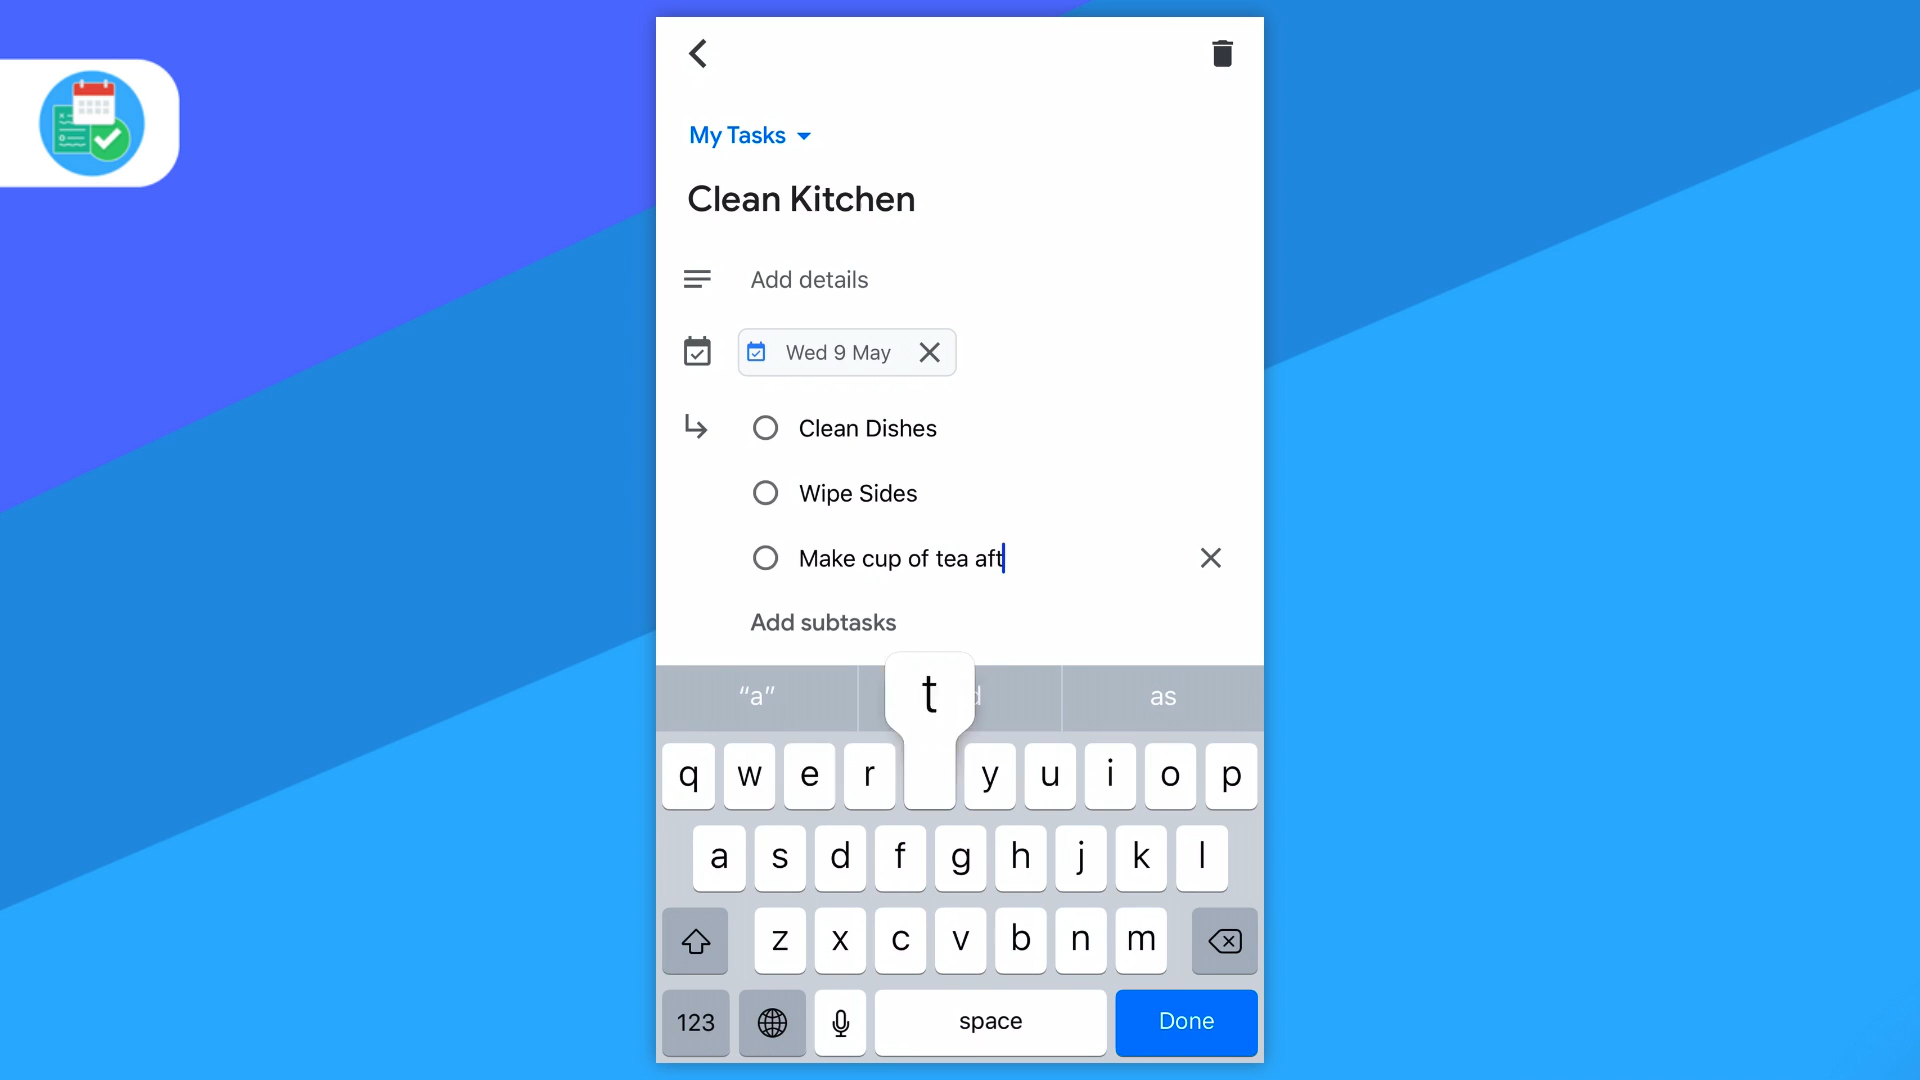 My Tasks
Clean Kitchen
Add details
Wed 9 May
Clean Dishes
Wipe Sides
Make cup of tea aft
Add subtasks
“a” as
t
q w e r y u i o p
a s d f g h j k l
z x c v b n m
123 space Done